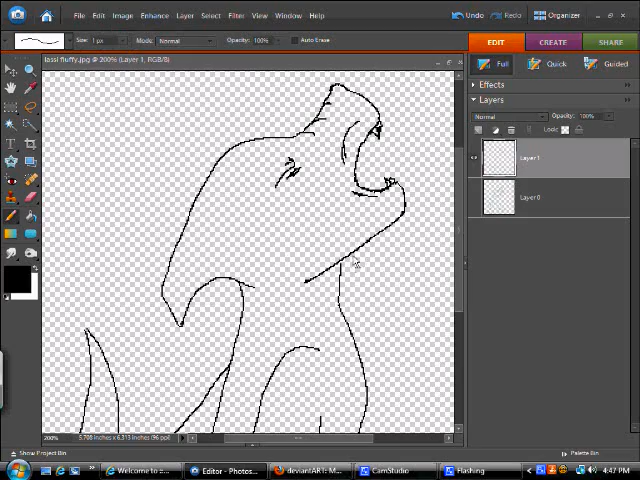 File Edit Image Enhance Layer Select Filter View Window Help Undo Redo Organizer
Size: 1 px Mode: Normal Opacity: 100% Auto Erase EDIT CREATE SHARE
lassi fluffy.jpg @ 200% (Layer 1, RGB/8)
Full Quick Guided
Effects
Layers
Normal Opacity: 100%
Lock:
Layer 1
Layer 0
200% 5.708 inches x 6.313 inches (96 ppi)
Show Project Bin Palette Bin
Welcome to ::... Editor - Photos... deviantART: M... CamStudio Flashing 4:47 PM